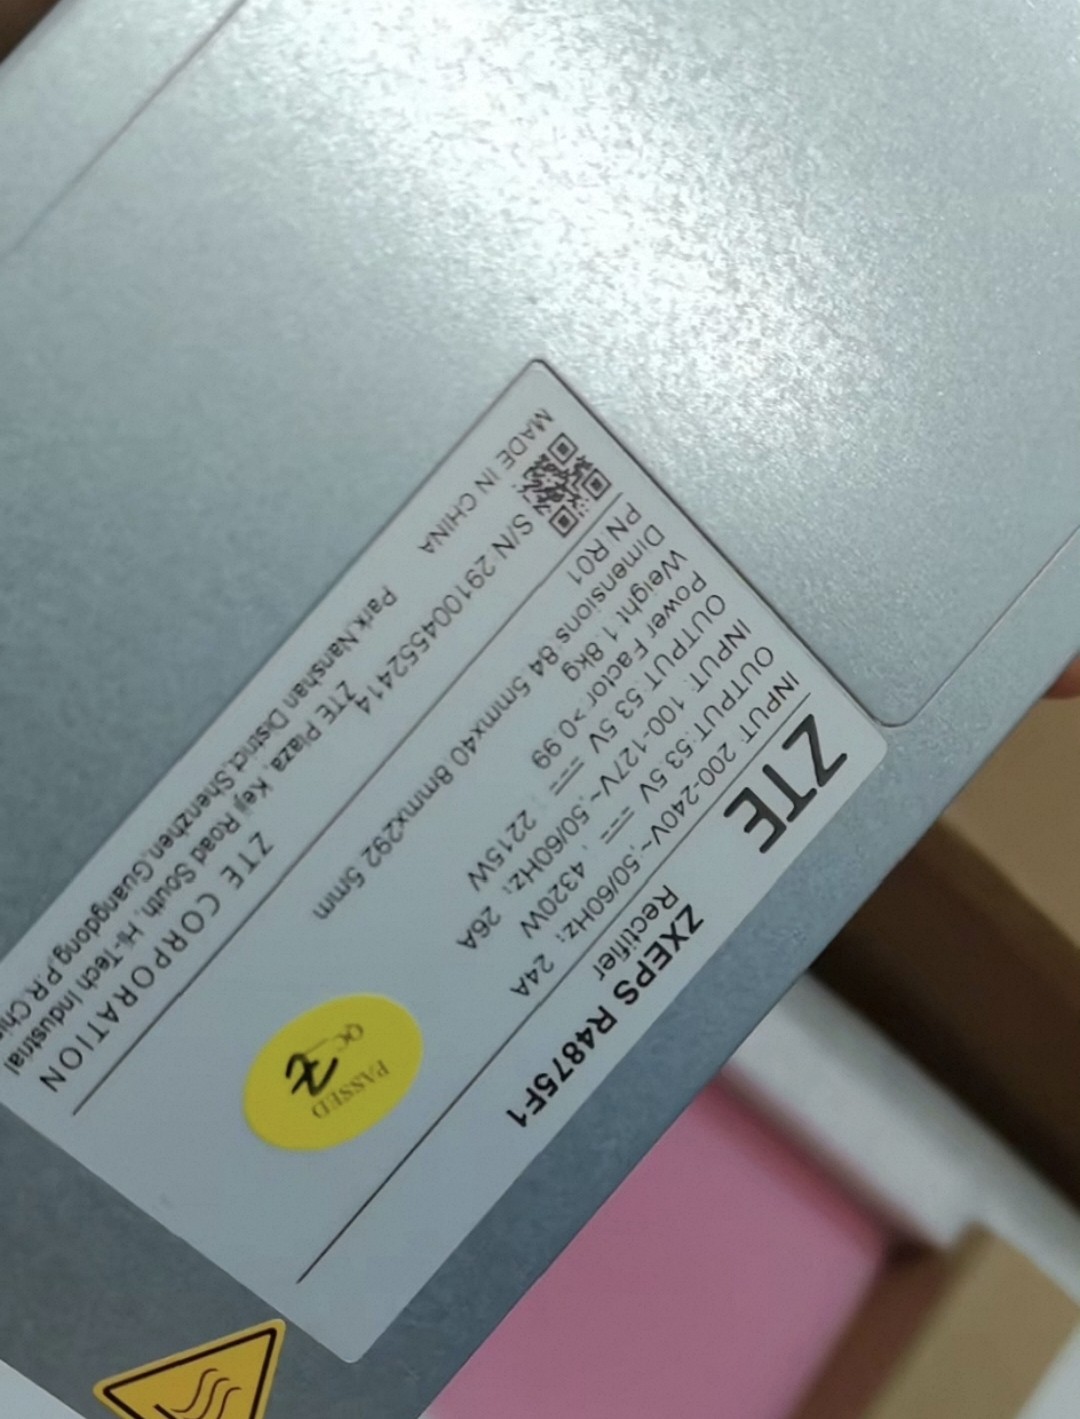 ZTE
ZXEPS R4875F1
Rectifier
INPUT: 200-240V~,50/60Hz; 24A
OUTPUT:53.5V ⎓ , 4320W
INPUT: 100-127V~,50/60Hz; 26A
OUTPUT:53.5V ⎓ , 2215W
Power Factor >0.99
Weight 1.8kg
Dimensions:84.5mmx40.8mmx292.5mm
PN R01
S/N:291004552414
MADE IN CHINA
ZTE CORPORATION
ZTE Plaza, Keji Road South, Hi-Tech Industrial
Park,Nanshan District,Shenzhen,Guangdong,P.R.
PASSED
QC